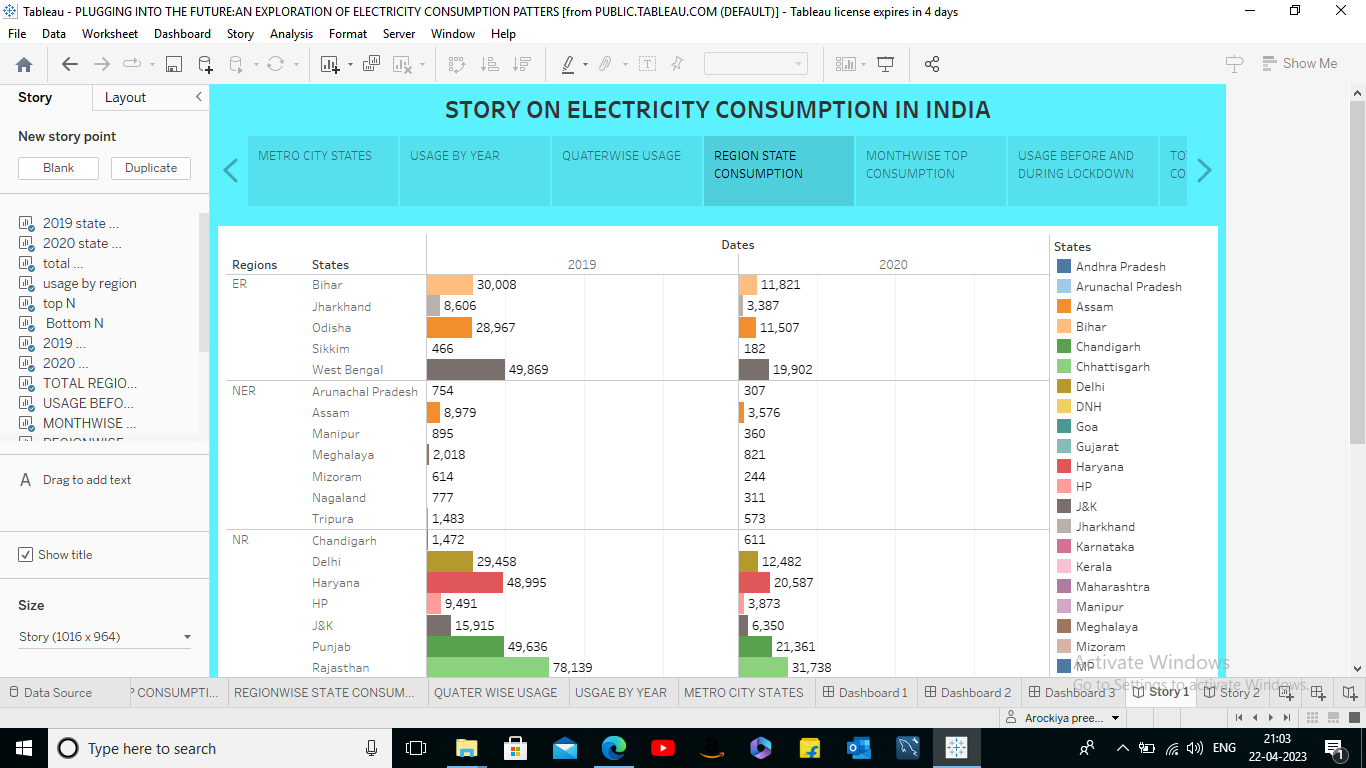 Tableau - PLUGGING INTO THE FUTURE:AN EXPLORATION OF ELECTRICITY CONSUMPTION PATTERS [from PUBLIC.TABLEAU.COM (DEFAULT)] - Tableau license expires in 4 days
File Data Worksheet Dashboard Story Analysis Format Server Window Help
Show Me
Story Layout
New story point
Blank Duplicate
2019 state ...
2020 state ...
total ...
usage by region
top N
Bottom N
2019 ...
2020 ...
TOTAL REGIO...
USAGE BEFO...
MONTHWISE ...
Drag to add text
Show title
Size
Story (1016 x 964)
STORY ON ELECTRICITY CONSUMPTION IN INDIA
METRO CITY STATES
USAGE BY YEAR
QUATERWISE USAGE
REGION STATE
CONSUMPTION
MONTHWISE TOP
CONSUMPTION
USAGE BEFORE AND
DURING LOCKDOWN
Dates
Regions States 2019 2020
ER Bihar 30,008 11,821
Jharkhand 8,606 3,387
Odisha 28,967 11,507
Sikkim 466 182
West Bengal 49,869 19,902
NER Arunachal Pradesh 754 307
Assam 8,979 3,576
Manipur 895 360
Meghalaya 2,018 821
Mizoram 614 244
Nagaland 777 311
Tripura 1,483 573
NR Chandigarh 1,472 611
Delhi 29,458 12,482
Haryana 48,995 20,587
HP 9,491 3,873
J&K 15,915 6,350
Punjab 49,636 21,361
Rajasthan 78,139 31,738
States
Andhra Pradesh
Arunachal Pradesh
Assam
Bihar
Chandigarh
Chhattisgarh
Delhi
DNH
Goa
Gujarat
Haryana
HP
J&K
Jharkhand
Karnataka
Kerala
Maharashtra
Manipur
Meghalaya
Mizoram
MP
Activate Windows
Go to Settings to activate Windows.
Data Source P CONSUMPTI... REGIONWISE STATE CONSUM... QUATER WISE USAGE USGAE BY YEAR METRO CITY STATES Dashboard 1 Dashboard 2 Dashboard 3 Story 1 Story 2
Arockiya pree...
Type here to search
ENG
21:03
22-04-2023
1